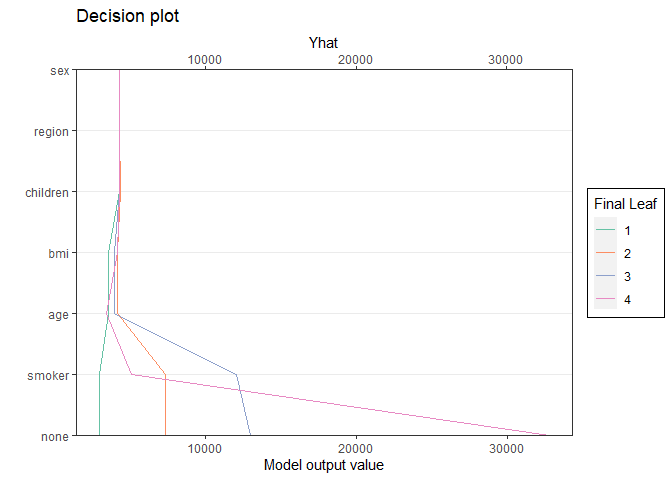 Decision plot
Yhat
10000 20000 30000
sex
region
children
bmi
age
smoker
none
10000 20000 30000
Model output value
Final Leaf
1
2
3
4